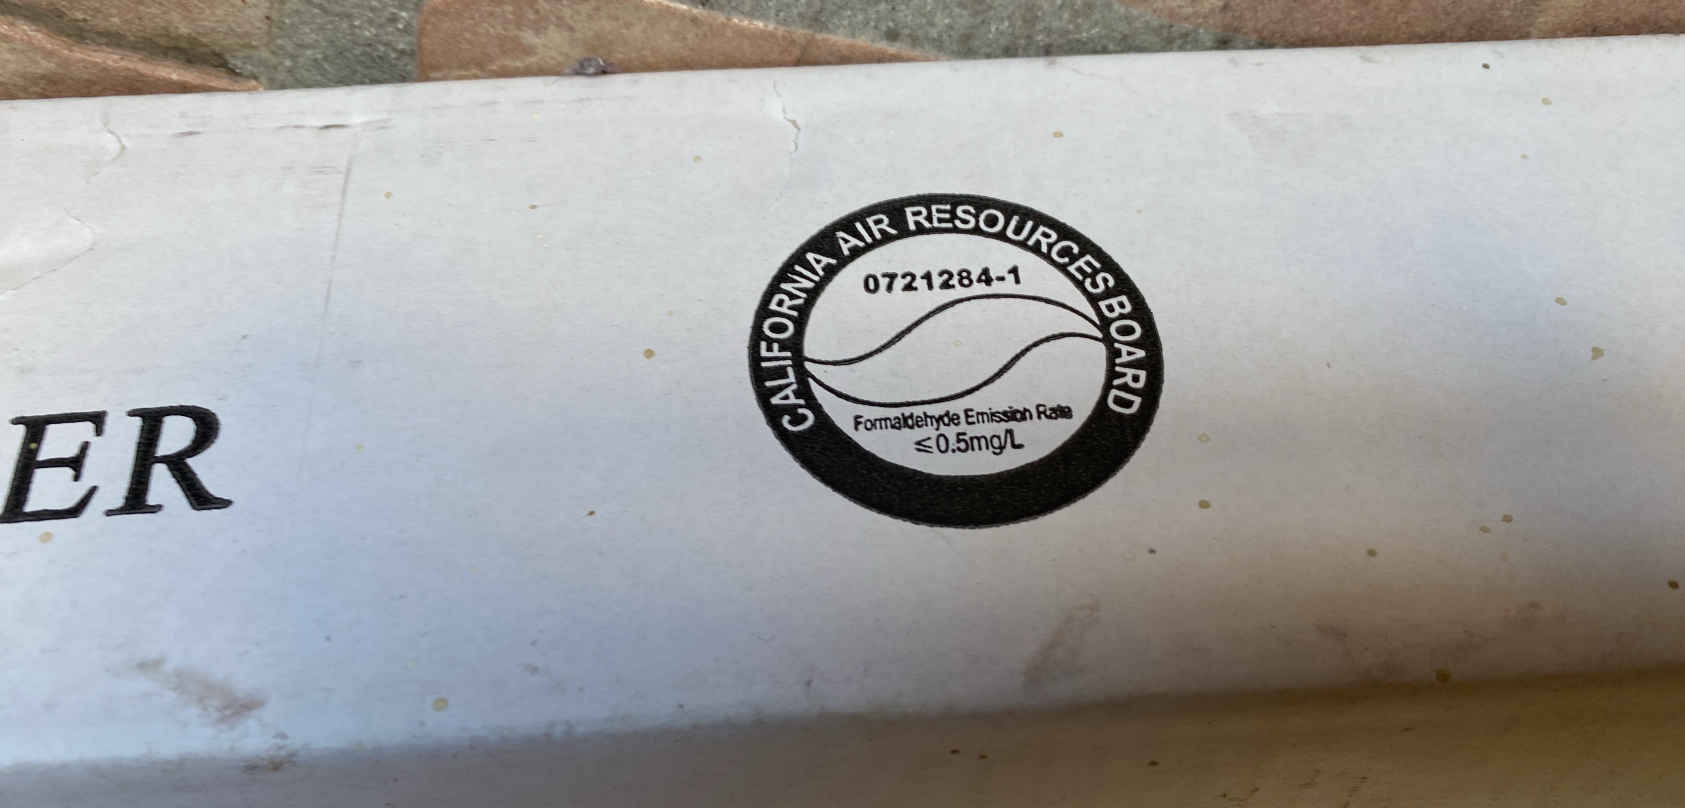 CALIFORNIA AIR RESOURCES BOARD
0721284-1
Formaldehyde Emission Rate
≤0.5mg/L
ER